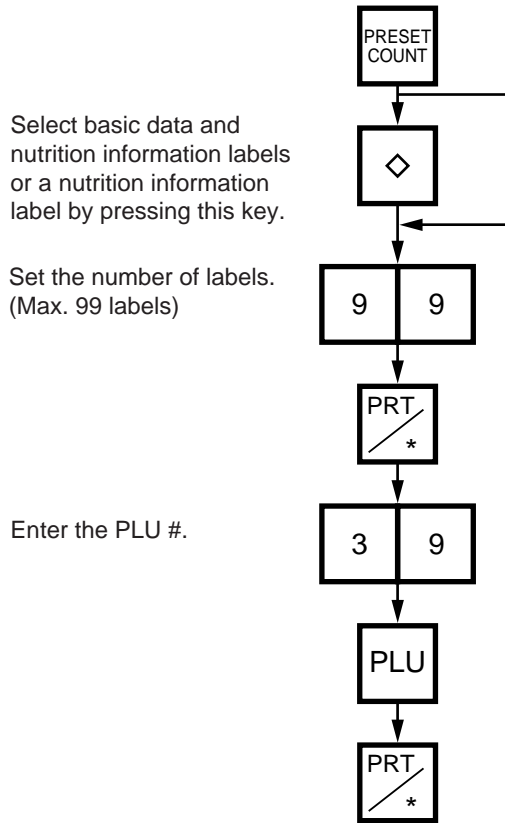 PRESET
COUNT
Select basic data and
nutrition information labels
or a nutrition information
label by pressing this key.
◇
Set the number of labels.
(Max. 99 labels)
9 9
PRT
*
Enter the PLU #.
3 9
PLU
PRT
*